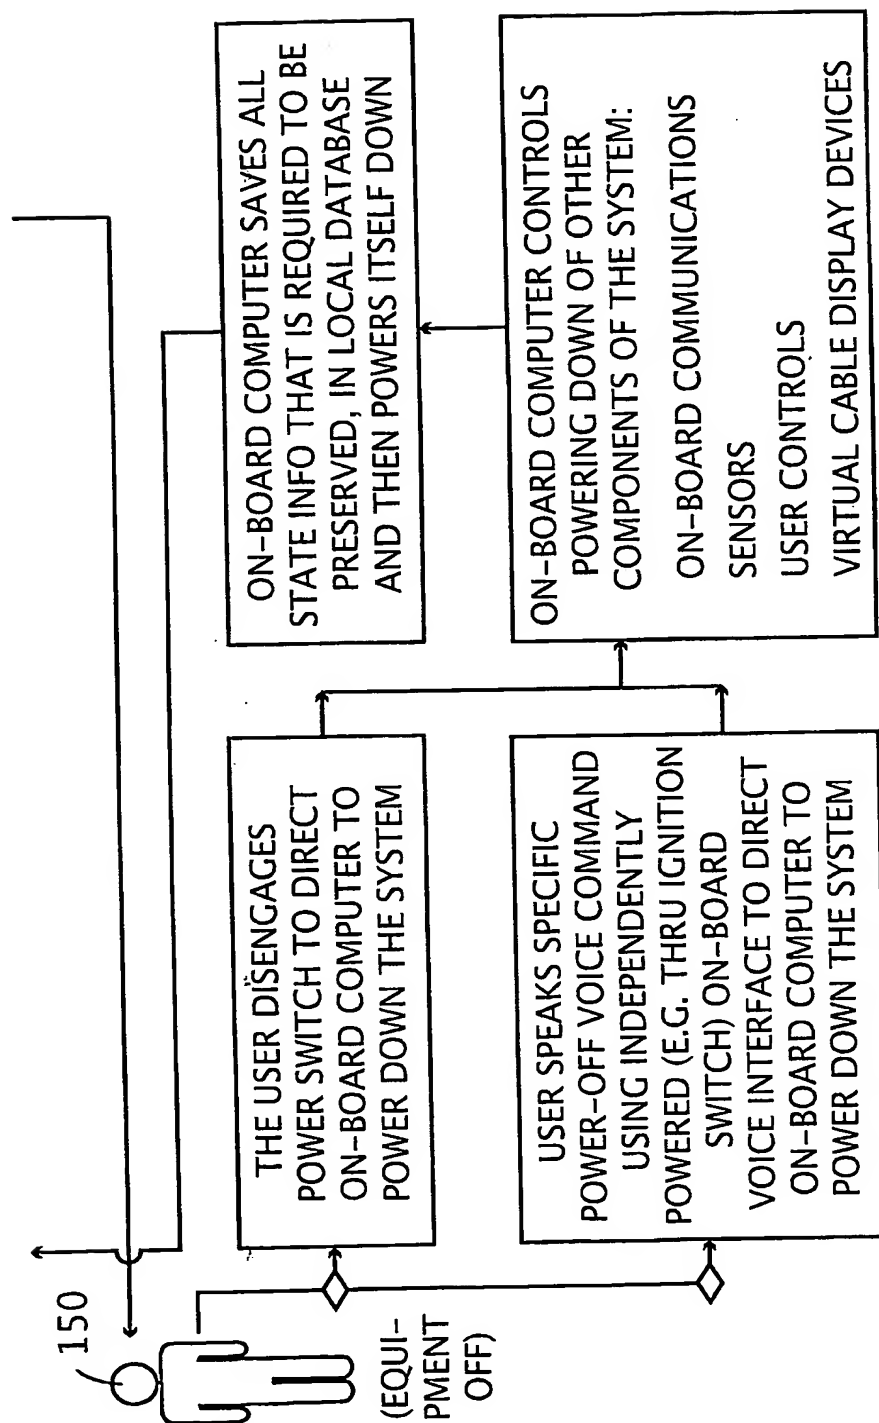 150
(EQUI-
PMENT
OFF)
THE USER DISENGAGES
POWER SWITCH TO DIRECT
ON-BOARD COMPUTER TO
POWER DOWN THE SYSTEM
USER SPEAKS SPECIFIC
POWER-OFF VOICE COMMAND
USING INDEPENDENTLY
POWERED (E.G. THRU IGNITION
SWITCH) ON-BOARD
VOICE INTERFACE TO DIRECT
ON-BOARD COMPUTER TO
POWER DOWN THE SYSTEM
ON-BOARD COMPUTER SAVES ALL
STATE INFO THAT IS REQUIRED TO BE
PRESERVED, IN LOCAL DATABASE
AND THEN POWERS ITSELF DOWN
ON-BOARD COMPUTER CONTROLS
POWERING DOWN OF OTHER
COMPONENTS OF THE SYSTEM:
ON-BOARD COMMUNICATIONS
SENSORS
USER CONTROLS
VIRTUAL CABLE DISPLAY DEVICES